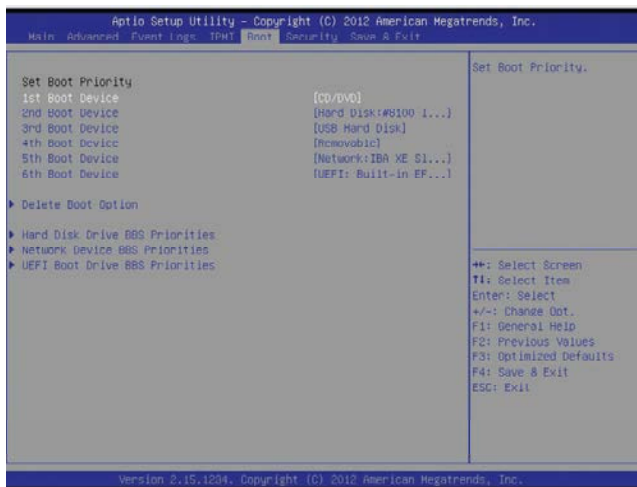 Aptio Setup Utility – Copyright (C) 2012 American Megatrends, Inc.
Main Advanced Event Logs IPMI Boot Security Save & Exit
Set Boot Priority
1st Boot Device [CD/DVD]
2nd Boot Device [Hard Disk:#0100 I...]
3rd Boot Device [USB Hard Disk]
4th Boot Device [Removable]
5th Boot Device [Network:IBA XE Sl...]
6th Boot Device [UEFI: Built-in EF...]
Delete Boot Option
Hard Disk Drive BBS Priorities
Network Device BBS Priorities
UEFI Boot Drive BBS Priorities
Set Boot Priority.
→←: Select Screen
↑↓: Select Item
Enter: Select
+/-: Change Opt.
F1: General Help
F2: Previous Values
F3: Optimized Defaults
F4: Save & Exit
ESC: Exit
Version 2.15.1234. Copyright (C) 2012 American Megatrends, Inc.